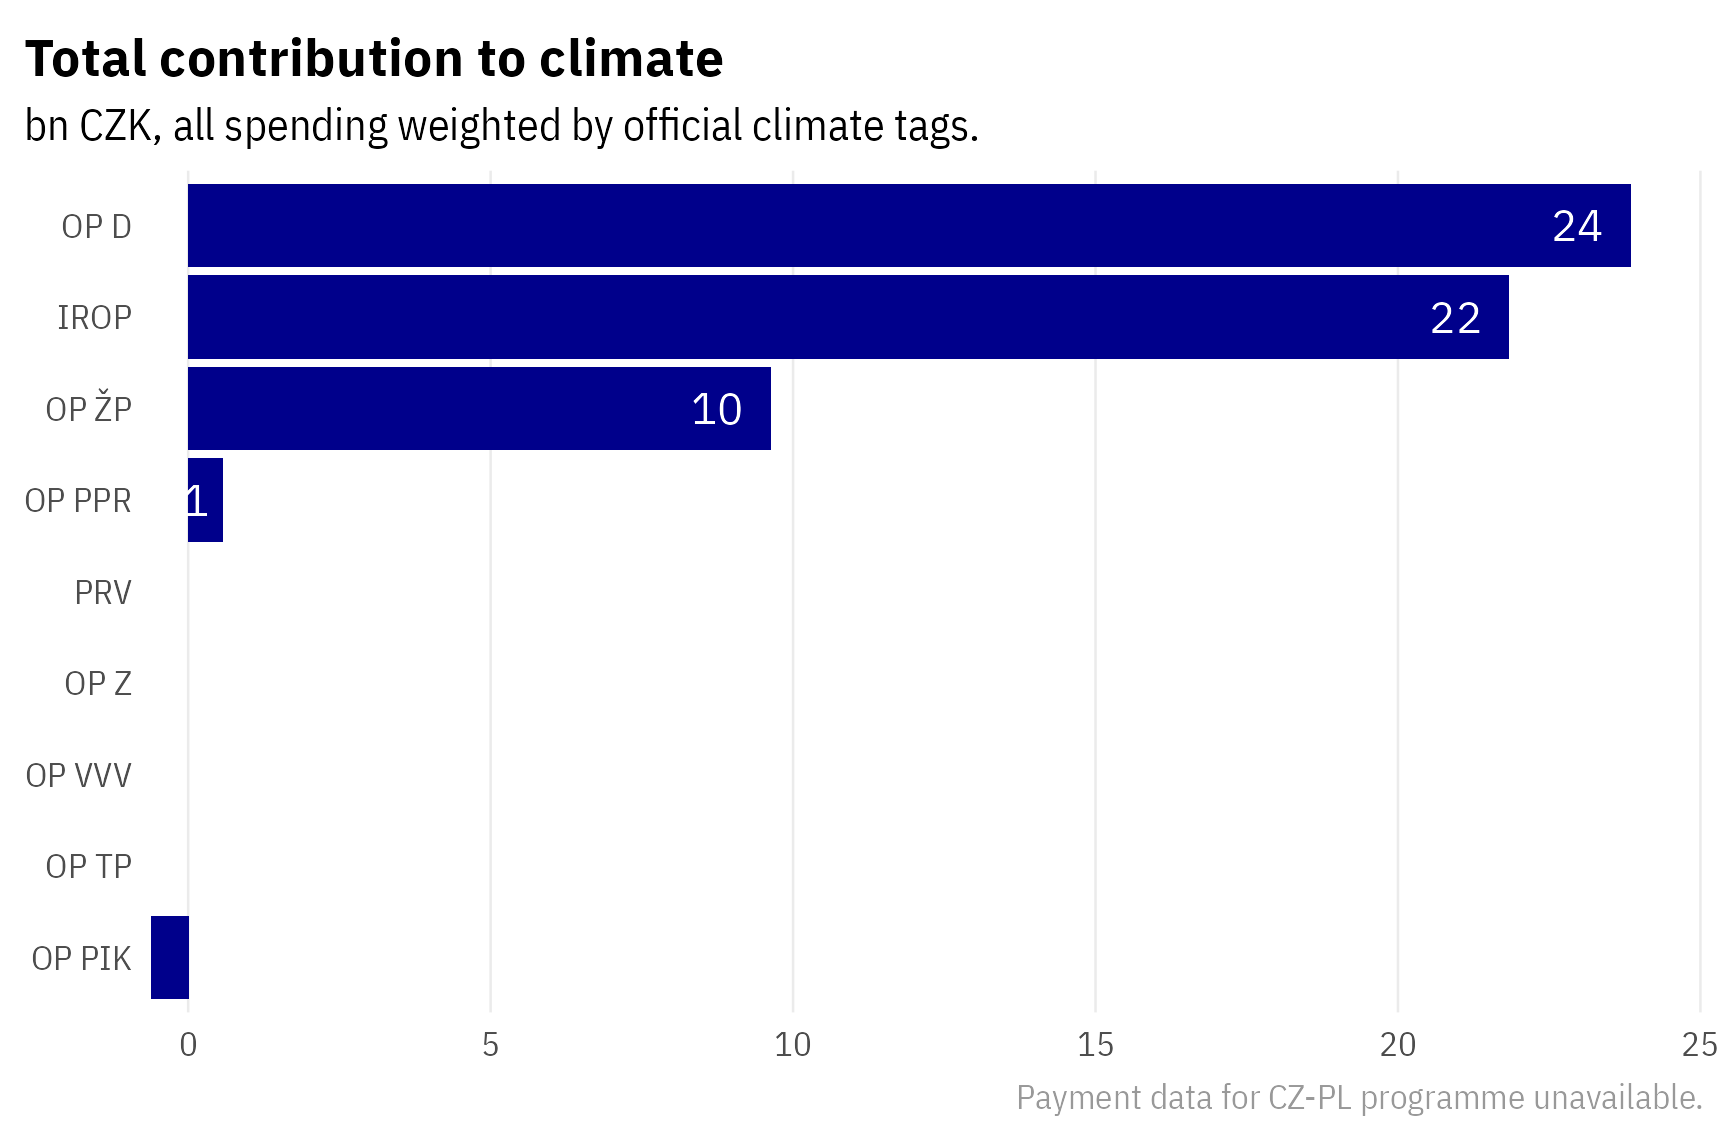 Total contribution to climate
bn CZK, all spending weighted by official climate tags.
OP D
24
IROP
22
OP ŽP
10
OP PPR
1
PRV
OP Z
OP VVV
OP TP
OP PIK
0 5 10 15 20 25
Payment data for CZ-PL programme unavailable.